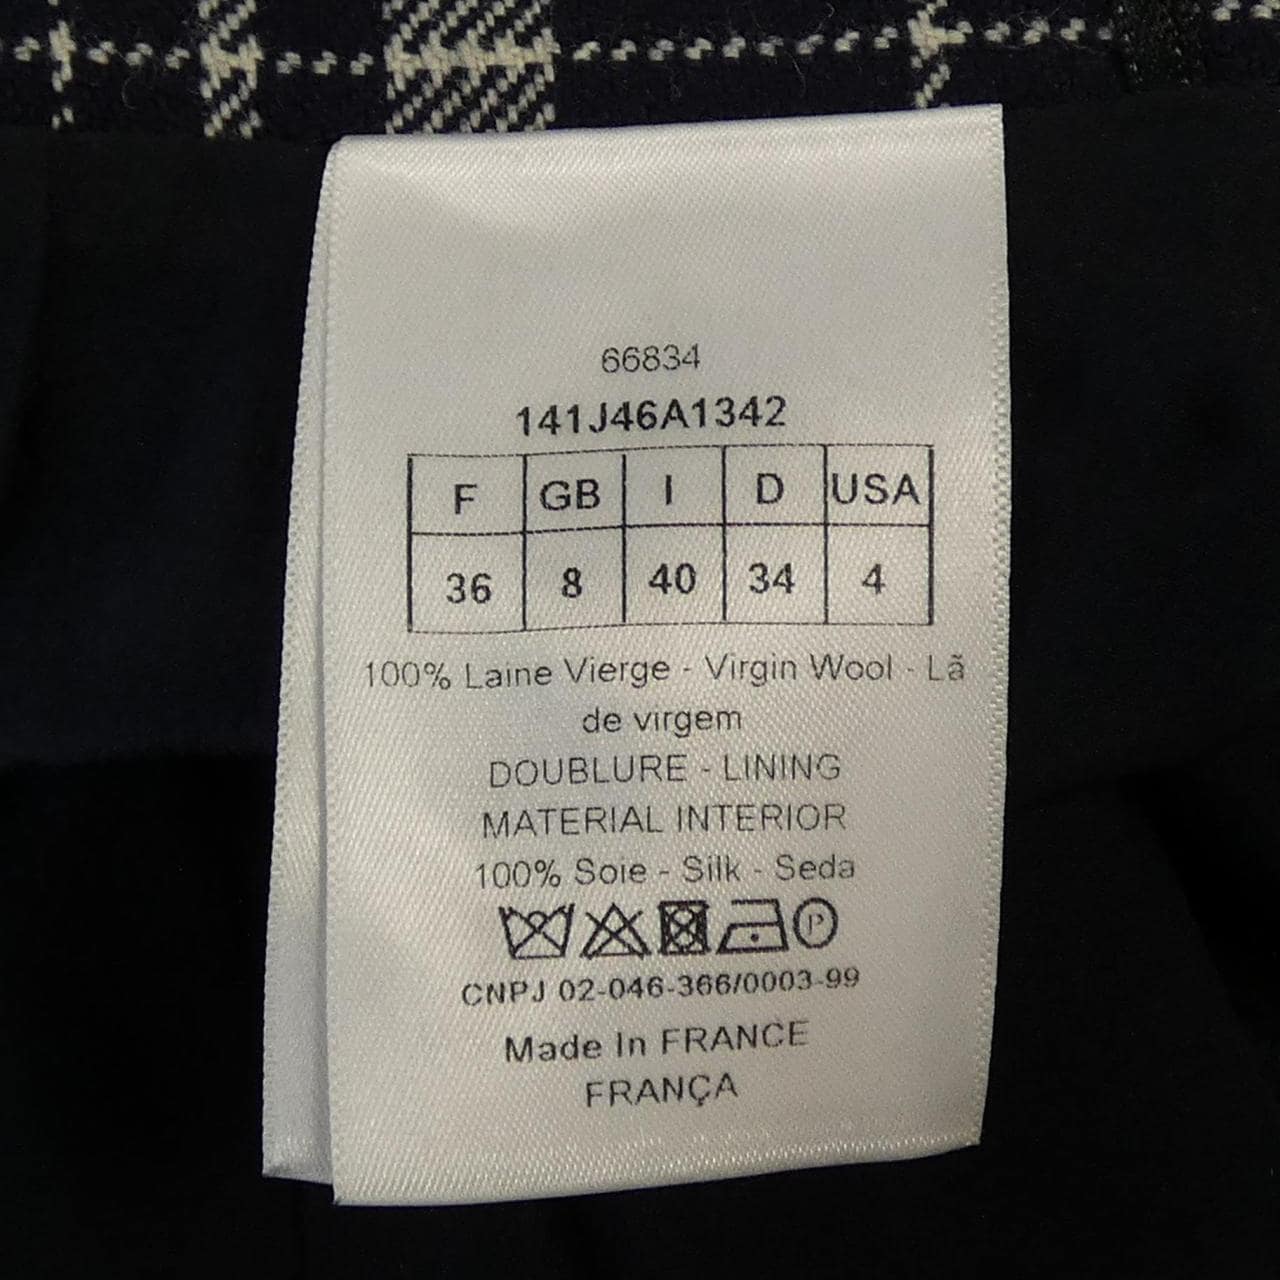 66834
141J46A1342
F GB I D USA
36 8 40 34 4
100% Laine Vierge - Virgin Wool - Lã
de virgem
DOUBLURE - LINING
MATERIAL INTERIOR
100% Soie - Silk - Seda
P
CNPJ 02-046-366/0003-99
Made In FRANCE
FRANÇA